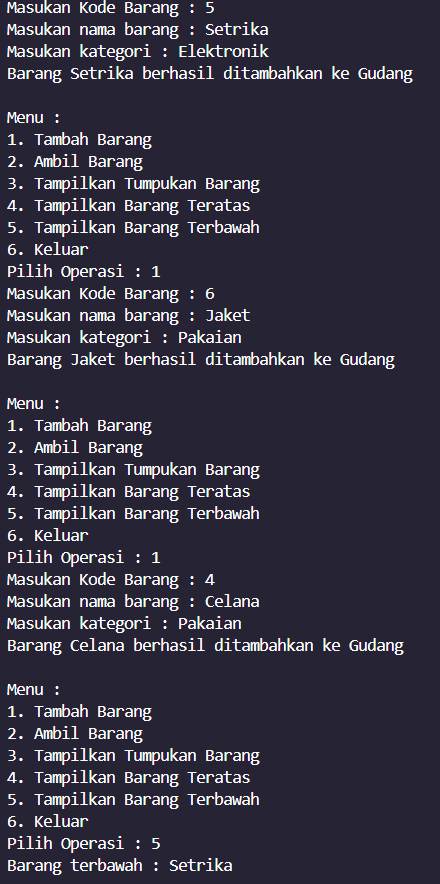 Masukan Kode Barang : 5
Masukan nama barang : Setrika
Masukan kategori : Elektronik
Barang Setrika berhasil ditambahkan ke Gudang

Menu :
1. Tambah Barang
2. Ambil Barang
3. Tampilkan Tumpukan Barang
4. Tampilkan Barang Teratas
5. Tampilkan Barang Terbawah
6. Keluar
Pilih Operasi : 1
Masukan Kode Barang : 6
Masukan nama barang : Jaket
Masukan kategori : Pakaian
Barang Jaket berhasil ditambahkan ke Gudang

Menu :
1. Tambah Barang
2. Ambil Barang
3. Tampilkan Tumpukan Barang
4. Tampilkan Barang Teratas
5. Tampilkan Barang Terbawah
6. Keluar
Pilih Operasi : 1
Masukan Kode Barang : 4
Masukan nama barang : Celana
Masukan kategori : Pakaian
Barang Celana berhasil ditambahkan ke Gudang

Menu :
1. Tambah Barang
2. Ambil Barang
3. Tampilkan Tumpukan Barang
4. Tampilkan Barang Teratas
5. Tampilkan Barang Terbawah
6. Keluar
Pilih Operasi : 5
Barang terbawah : Setrika